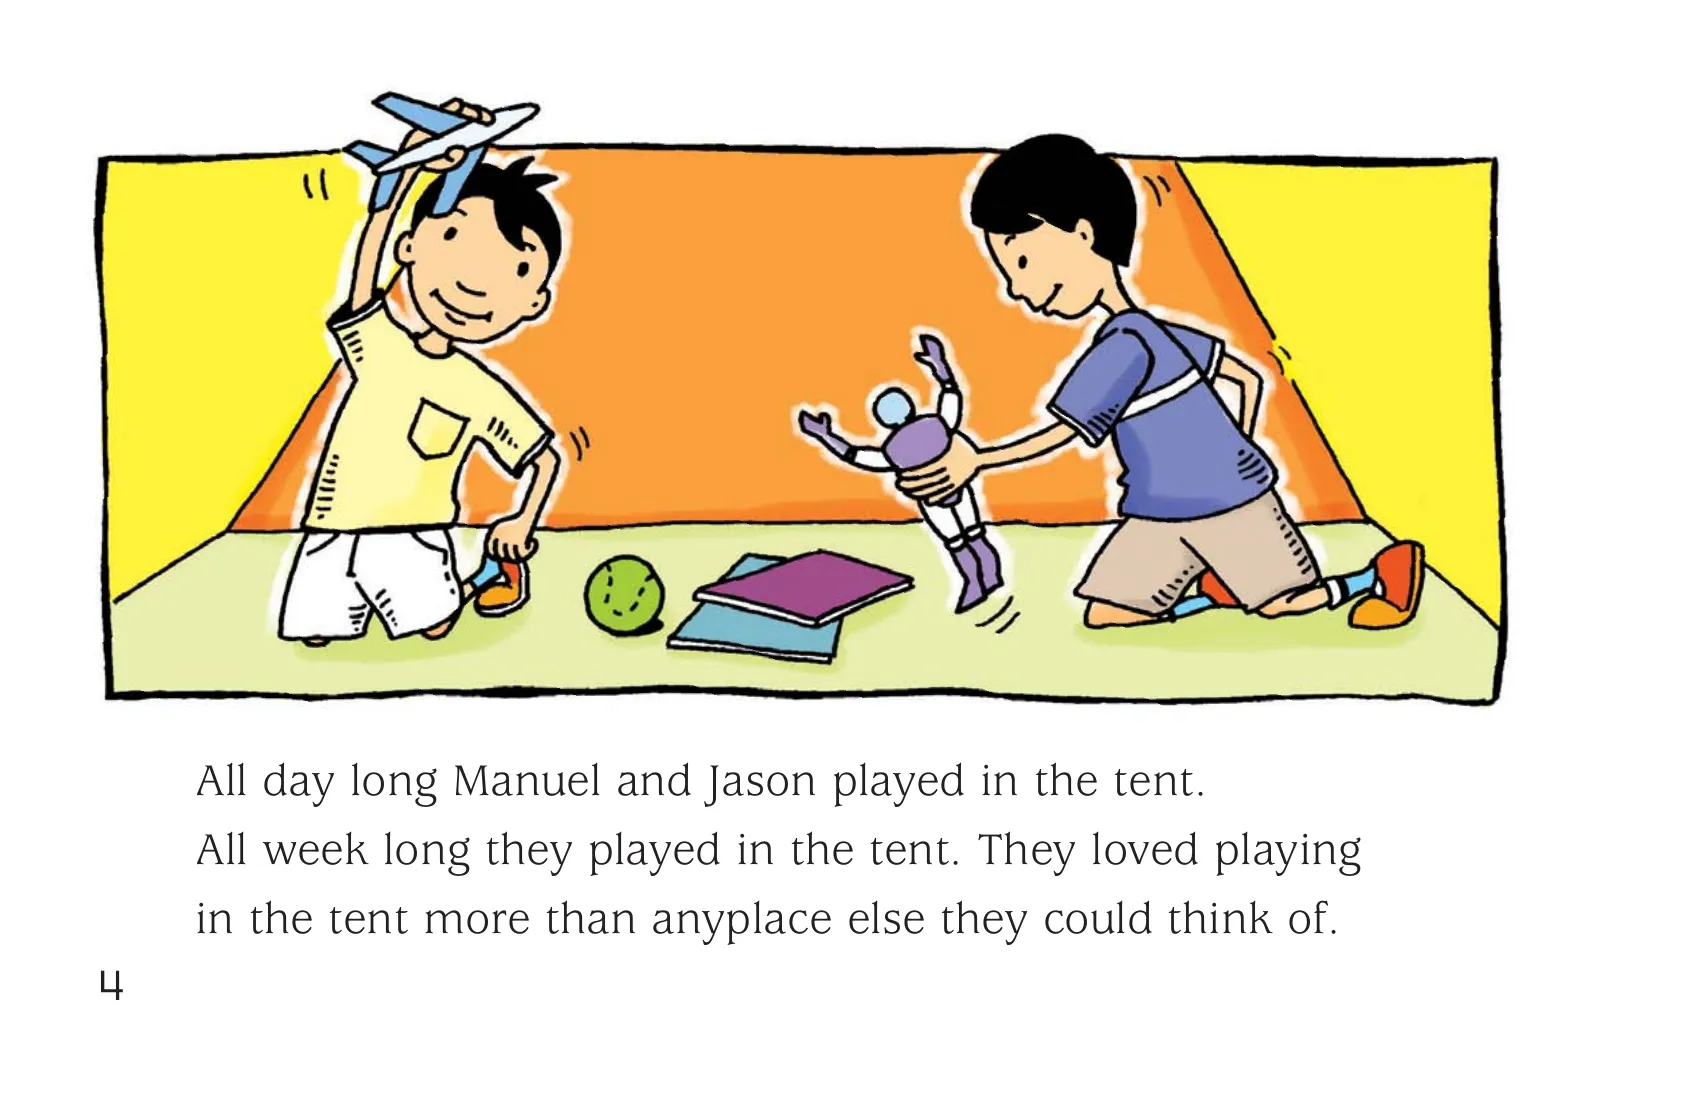 All day long Manuel and Jason played in the tent.
All week long they played in the tent. They loved playing
in the tent more than anyplace else they could think of.
4